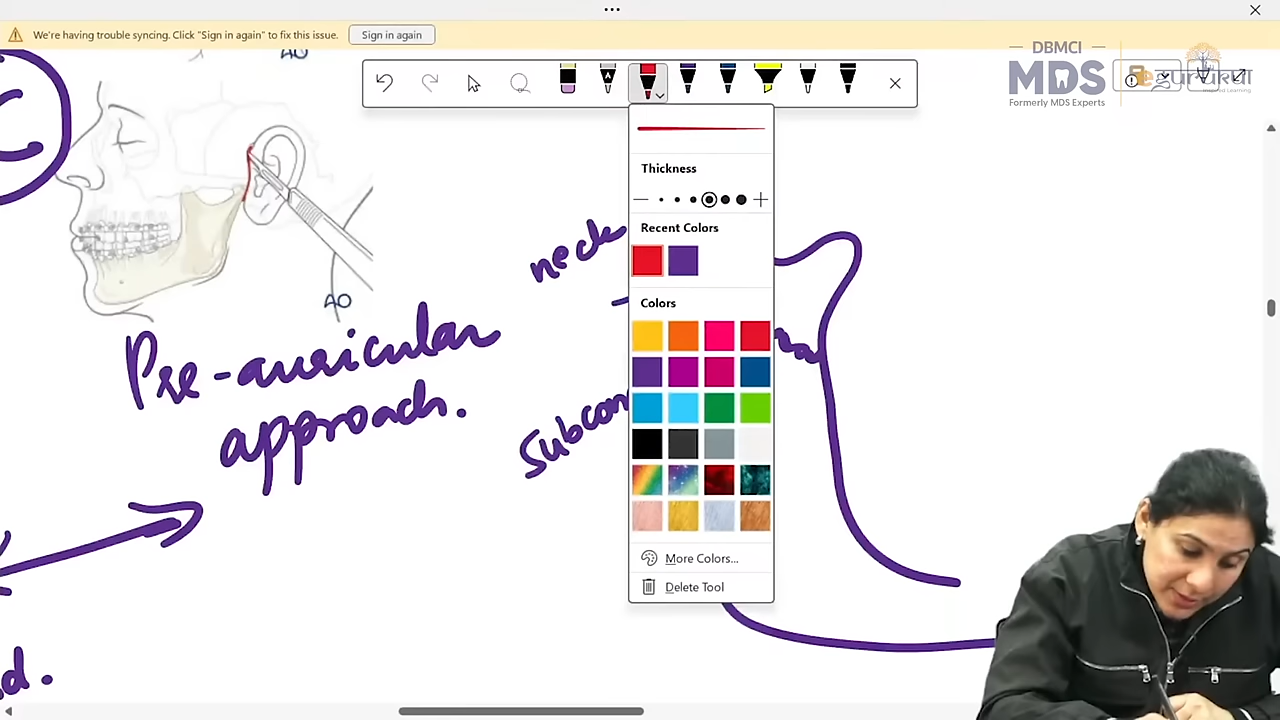 We're having trouble syncing. Click "Sign in again" to fix this issue.
Sign in again
DBMCI
MDS
Formerly MDS Experts
C
AO
AO
Thickness
Recent Colors
Colors
More Colors...
Delete Tool
neck
Pre-auricular
approach.
Subcon
d.